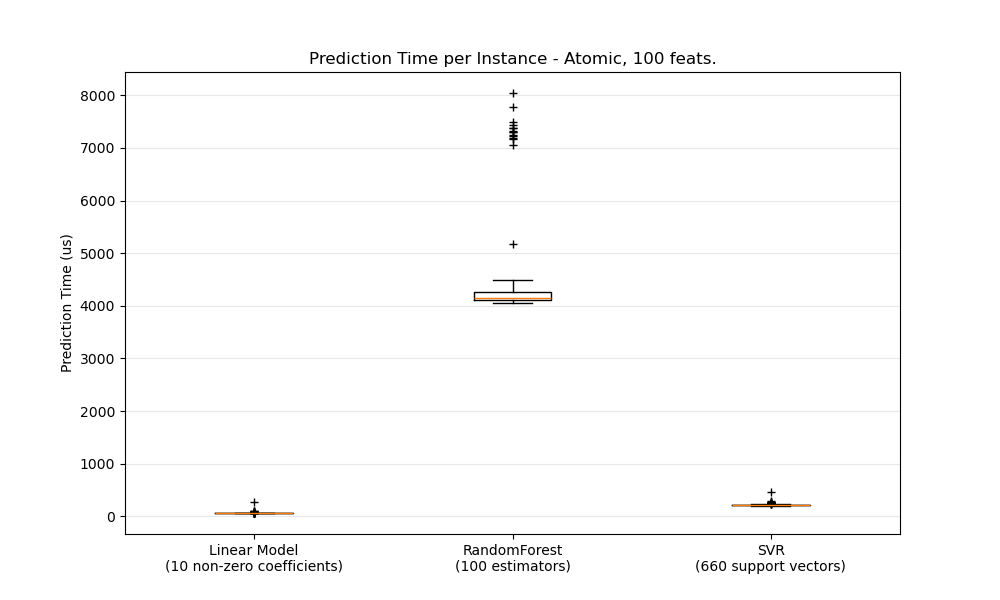 Prediction Time per Instance - Atomic, 100 feats.
Prediction Time (us)
8000
7000
6000
5000
4000
3000
2000
1000
0
Linear Model
(10 non-zero coefficients)
RandomForest
(100 estimators)
SVR
(660 support vectors)